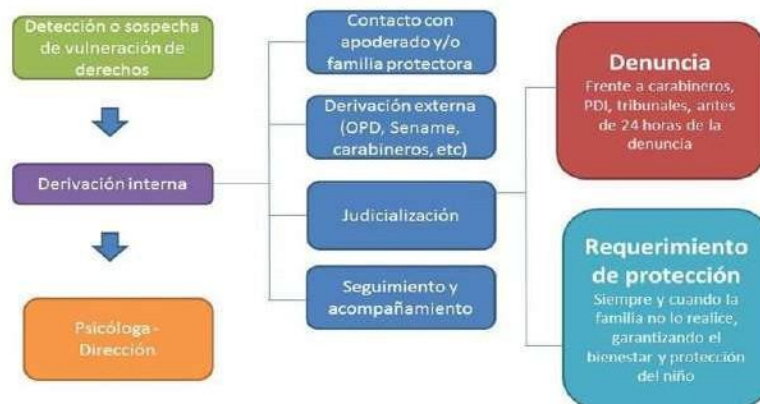 Detección o sospecha
de vulneración de
derechos
Derivación interna
Psicóloga -
Dirección
Contacto con
apoderado y/o
familia protectora
Derivación externa
(OPD, Sename,
carabineros, etc)
Judicialización
Seguimiento y
acompañamiento
Denuncia
Frente a carabineros,
PDI, tribunales, antes
de 24 horas de la
denuncia
Requerimiento
de protección
Siempre y cuando la
familia no lo realice,
garantizando el
bienestar y protección
del niño